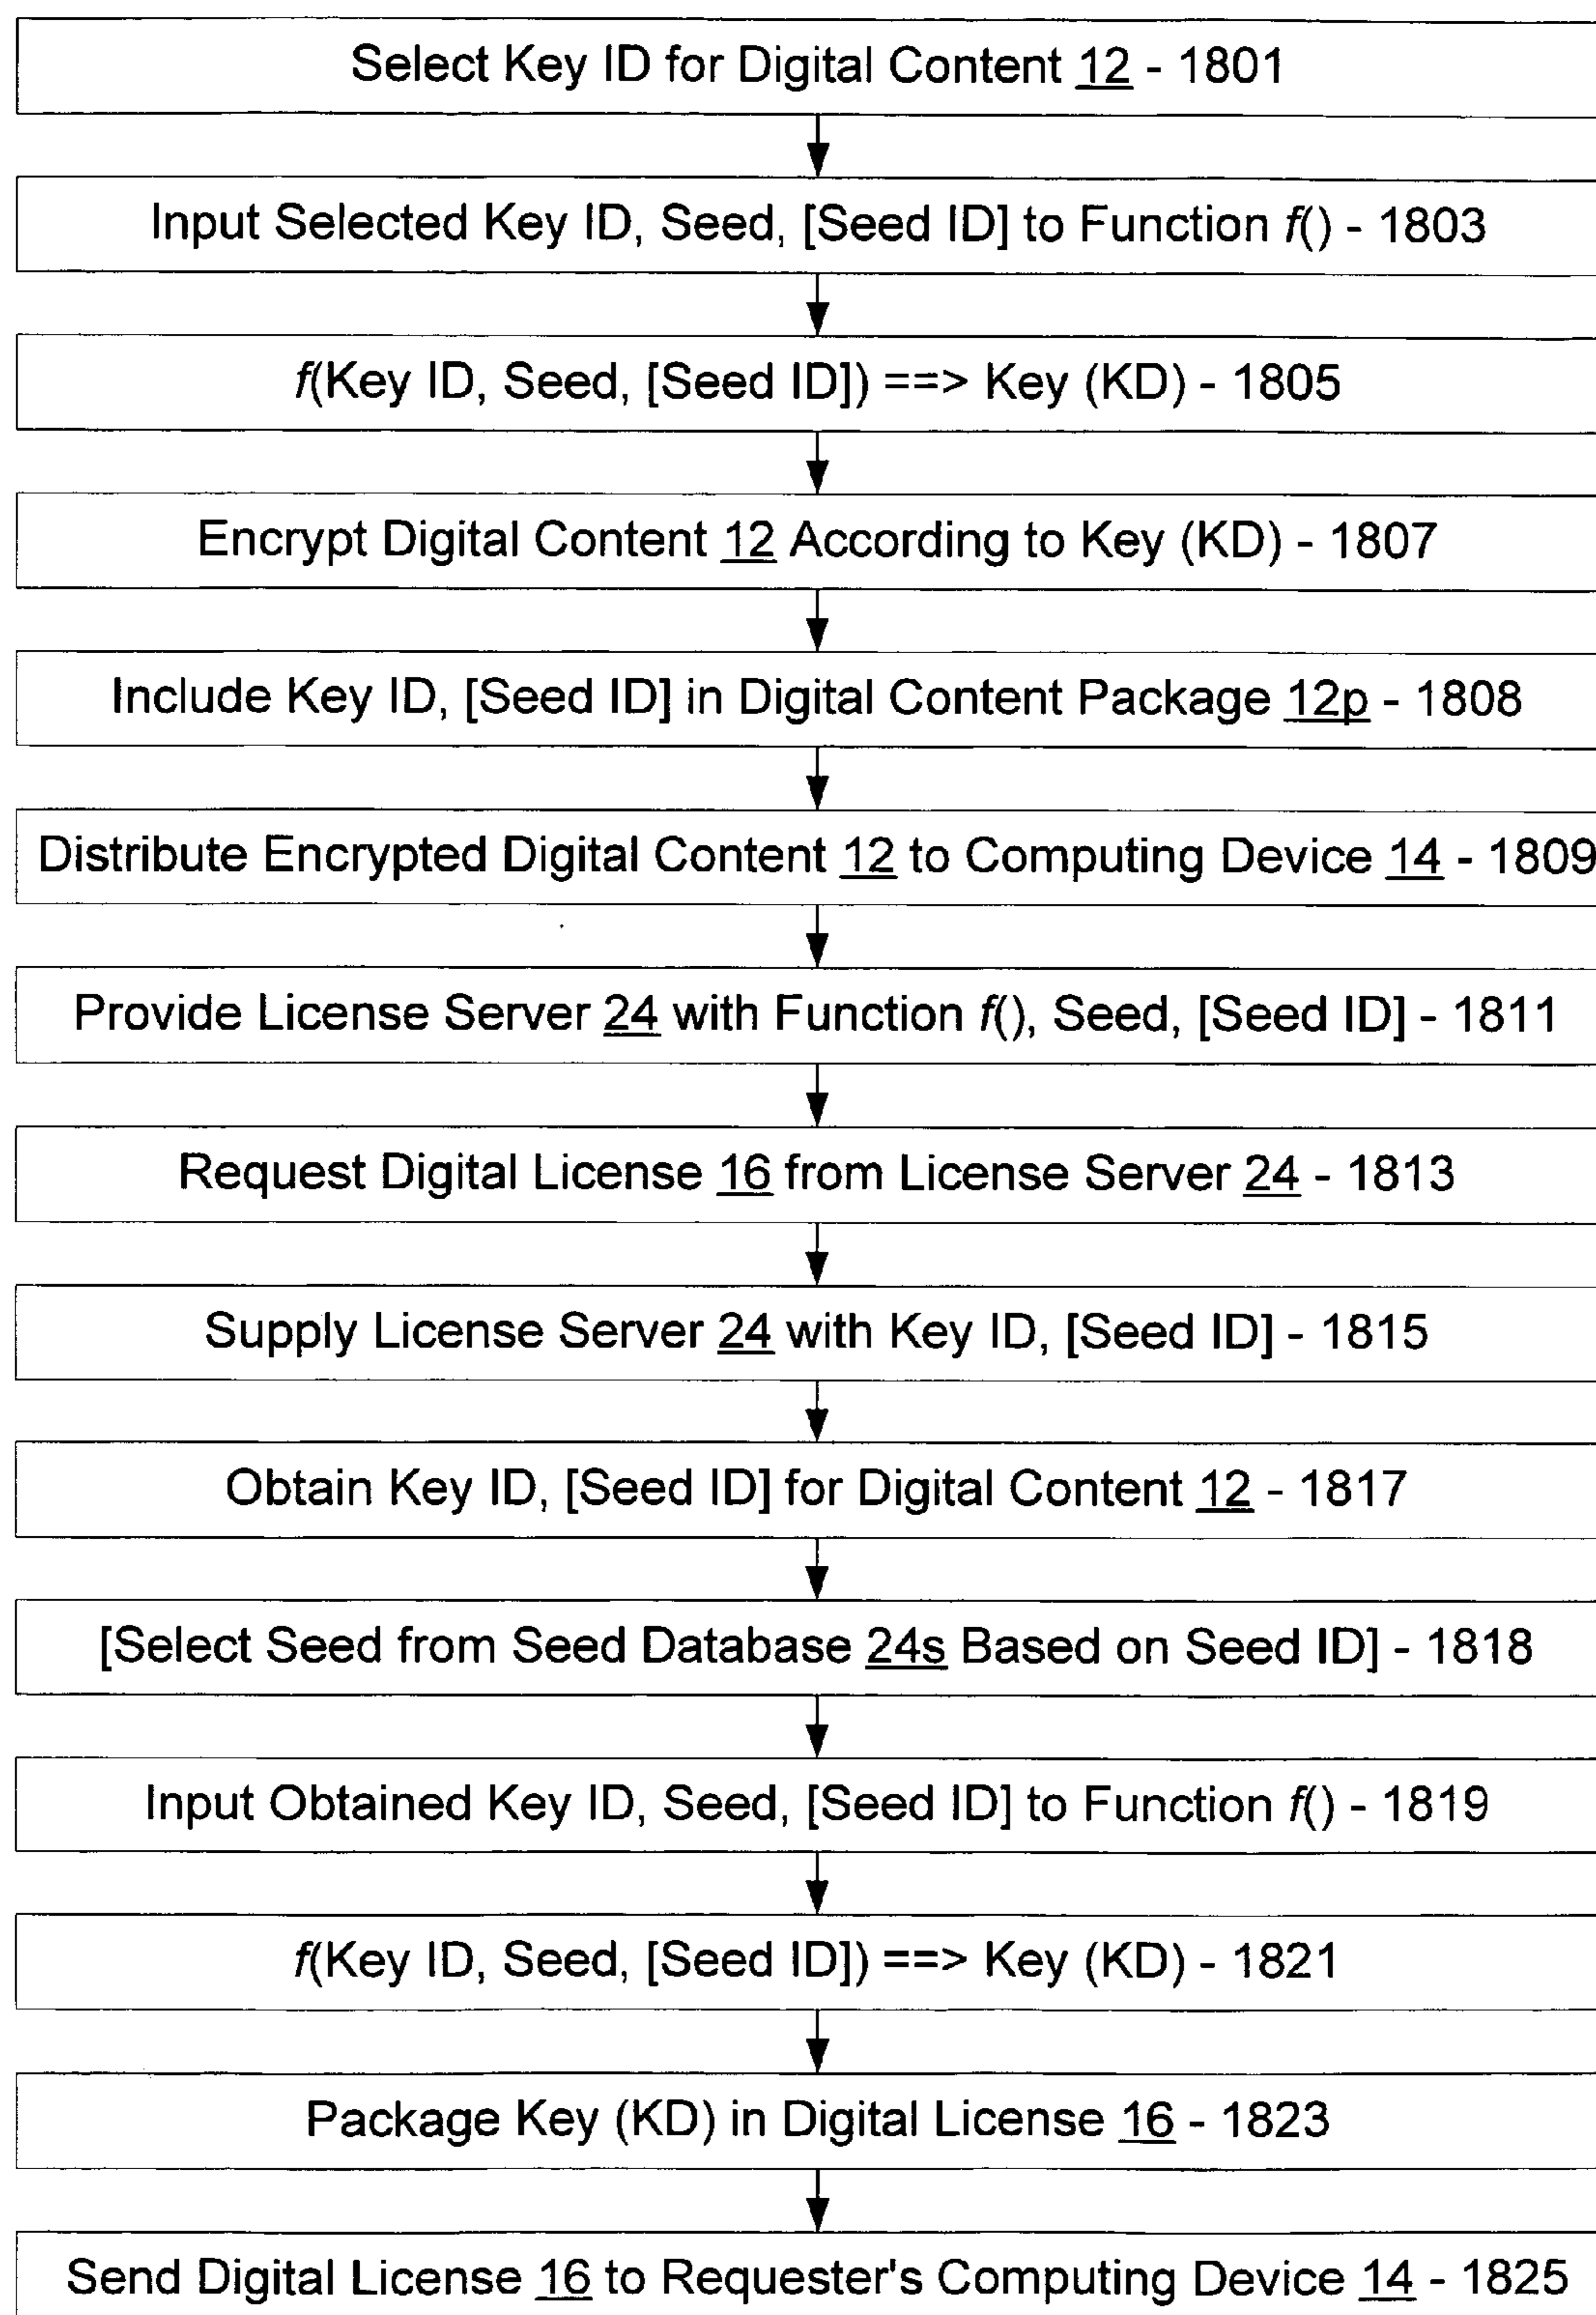 Select Key ID for Digital Content 12 - 1801
Input Selected Key ID, Seed, [Seed ID] to Function f() - 1803
f(Key ID, Seed, [Seed ID]) ==> Key (KD) - 1805
Encrypt Digital Content 12 According to Key (KD) - 1807
Include Key ID, [Seed ID] in Digital Content Package 12p - 1808
Distribute Encrypted Digital Content 12 to Computing Device 14 - 1809
Provide License Server 24 with Function f(), Seed, [Seed ID] - 1811
Request Digital License 16 from License Server 24 - 1813
Supply License Server 24 with Key ID, [Seed ID] - 1815
Obtain Key ID, [Seed ID] for Digital Content 12 - 1817
[Select Seed from Seed Database 24s Based on Seed ID] - 1818
Input Obtained Key ID, Seed, [Seed ID] to Function f() - 1819
f(Key ID, Seed, [Seed ID]) ==> Key (KD) - 1821
Package Key (KD) in Digital License 16 - 1823
Send Digital License 16 to Requester's Computing Device 14 - 1825